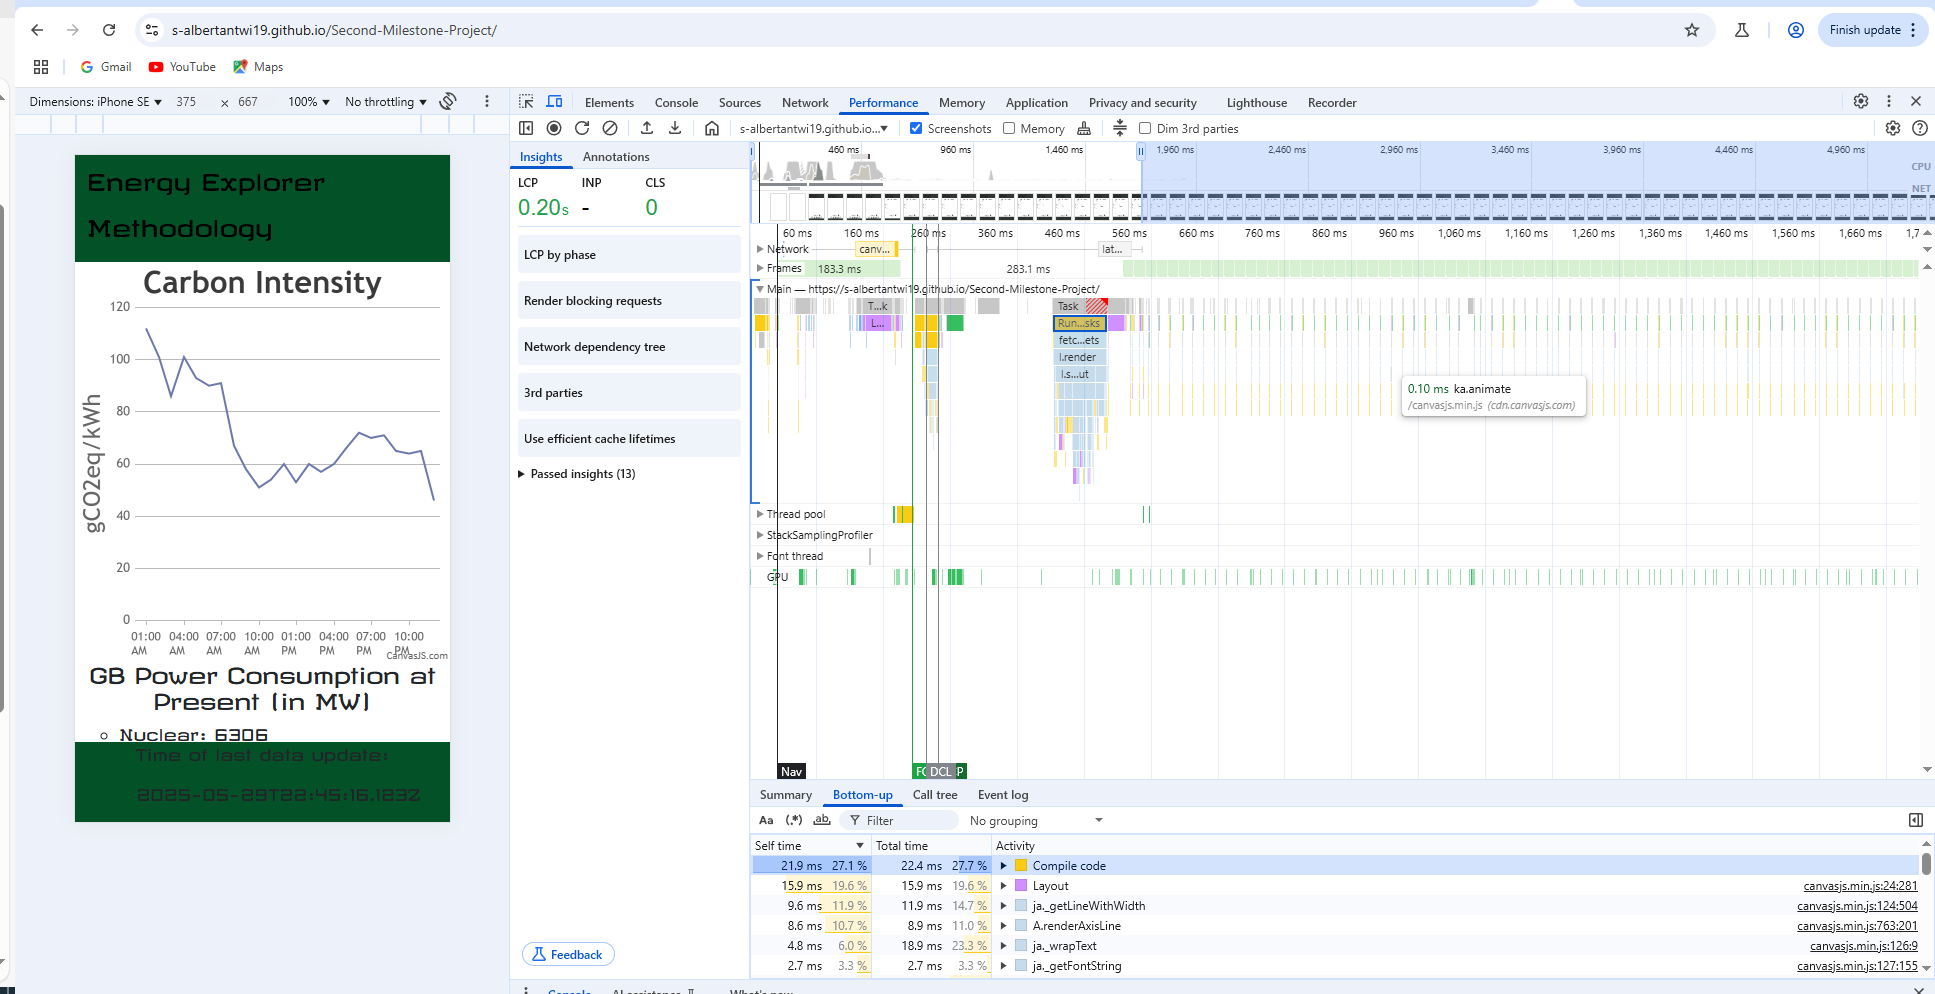 s-albertantwi19.github.io/Second-Milestone-Project/
Finish update
Gmail
YouTube
Maps
Dimensions: iPhone SE
375
×
667
100%
No throttling
Elements
Console
Sources
Network
Performance
Memory
Application
Privacy and security
Lighthouse
Recorder
s-albertantwi19.github.io...
Screenshots
Memory
Dim 3rd parties
Energy Explorer
Methodology
Carbon Intensity
gCO2eq/kWh
120
100
80
60
40
20
0
01:00 AM
04:00 AM
07:00 AM
10:00 AM
01:00 PM
04:00 PM
07:00 PM
10:00 PM
CanvasJS.com
GB Power Consumption at
Present (in MW)
Nuclear: 6306
Time of last data update:
2025-05-29T22:45:16.123Z
Insights
Annotations
LCP
INP
CLS
0.20s
-
0
LCP by phase
Render blocking requests
Network dependency tree
3rd parties
Use efficient cache lifetimes
Passed insights (13)
Feedback
460 ms
960 ms
1,460 ms
1,960 ms
2,460 ms
2,960 ms
3,460 ms
3,960 ms
4,460 ms
4,960 ms
CPU
NET
60 ms
160 ms
260 ms
360 ms
460 ms
560 ms
660 ms
760 ms
860 ms
960 ms
1,060 ms
1,160 ms
1,260 ms
1,360 ms
1,460 ms
1,560 ms
1,660 ms
1,7
Network
canv...
lat...
Frames
183.3 ms
283.1 ms
Main — https://s-albertantwi19.github.io/Second-Milestone-Project/
T...k
Task
L...
Run...sks
fetc...ets
l.render
l.s...ut
0.10 ms ka.animate
/canvasjs.min.js (cdn.canvasjs.com)
Thread pool
StackSamplingProfiler
Font thread
GPU
Nav
FC
DCL
P
Summary
Bottom-up
Call tree
Event log
Aa
(.*)
ab
Filter
No grouping
Self time
Total time
Activity
21.9 ms 27.1 % 22.4 ms 27.7 % Compile code
15.9 ms 19.6 % 15.9 ms 19.6 % Layout canvasjs.min.js:24:281
9.6 ms 11.9 % 11.9 ms 14.7 % ja._getLineWithWidth canvasjs.min.js:124:504
8.6 ms 10.7 % 8.9 ms 11.0 % A.renderAxisLine canvasjs.min.js:763:201
4.8 ms 6.0 % 18.9 ms 23.3 % ja._wrapText canvasjs.min.js:126:9
2.7 ms 3.3 % 2.7 ms 3.3 % ja._getFontString canvasjs.min.js:127:155
Console
AI assistance
What's new